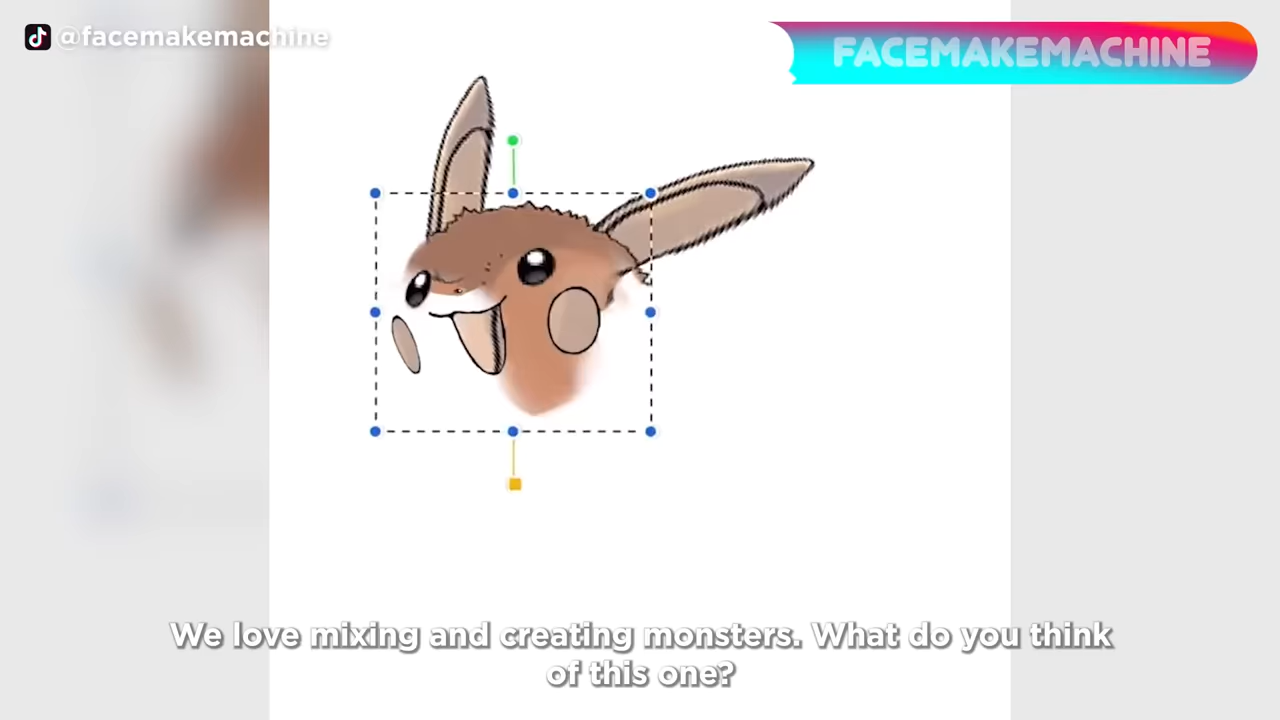 @facemakemachine
FACEMAKEMACHINE
We love mixing and creating monsters. What do you think
of this one?